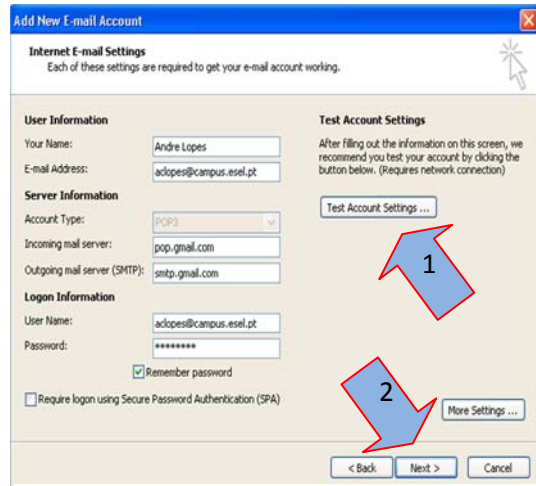 Add New E-mail Account
Internet E-mail Settings
Each of these settings are required to get your e-mail account working.
User Information
Your Name:
Andre Lopes
E-mail Address:
aclopes@campus.esel.pt
Server Information
Account Type:
POP3
Incoming mail server:
pop.gmail.com
Outgoing mail server (SMTP):
smtp.gmail.com
Logon Information
User Name:
aclopes@campus.esel.pt
Password:
********
Remember password
Require logon using Secure Password Authentication (SPA)
Test Account Settings
After filling out the information on this screen, we
recommend you test your account by clicking the
button below. (Requires network connection)
Test Account Settings ...
1
2
More Settings ...
< Back
Next >
Cancel